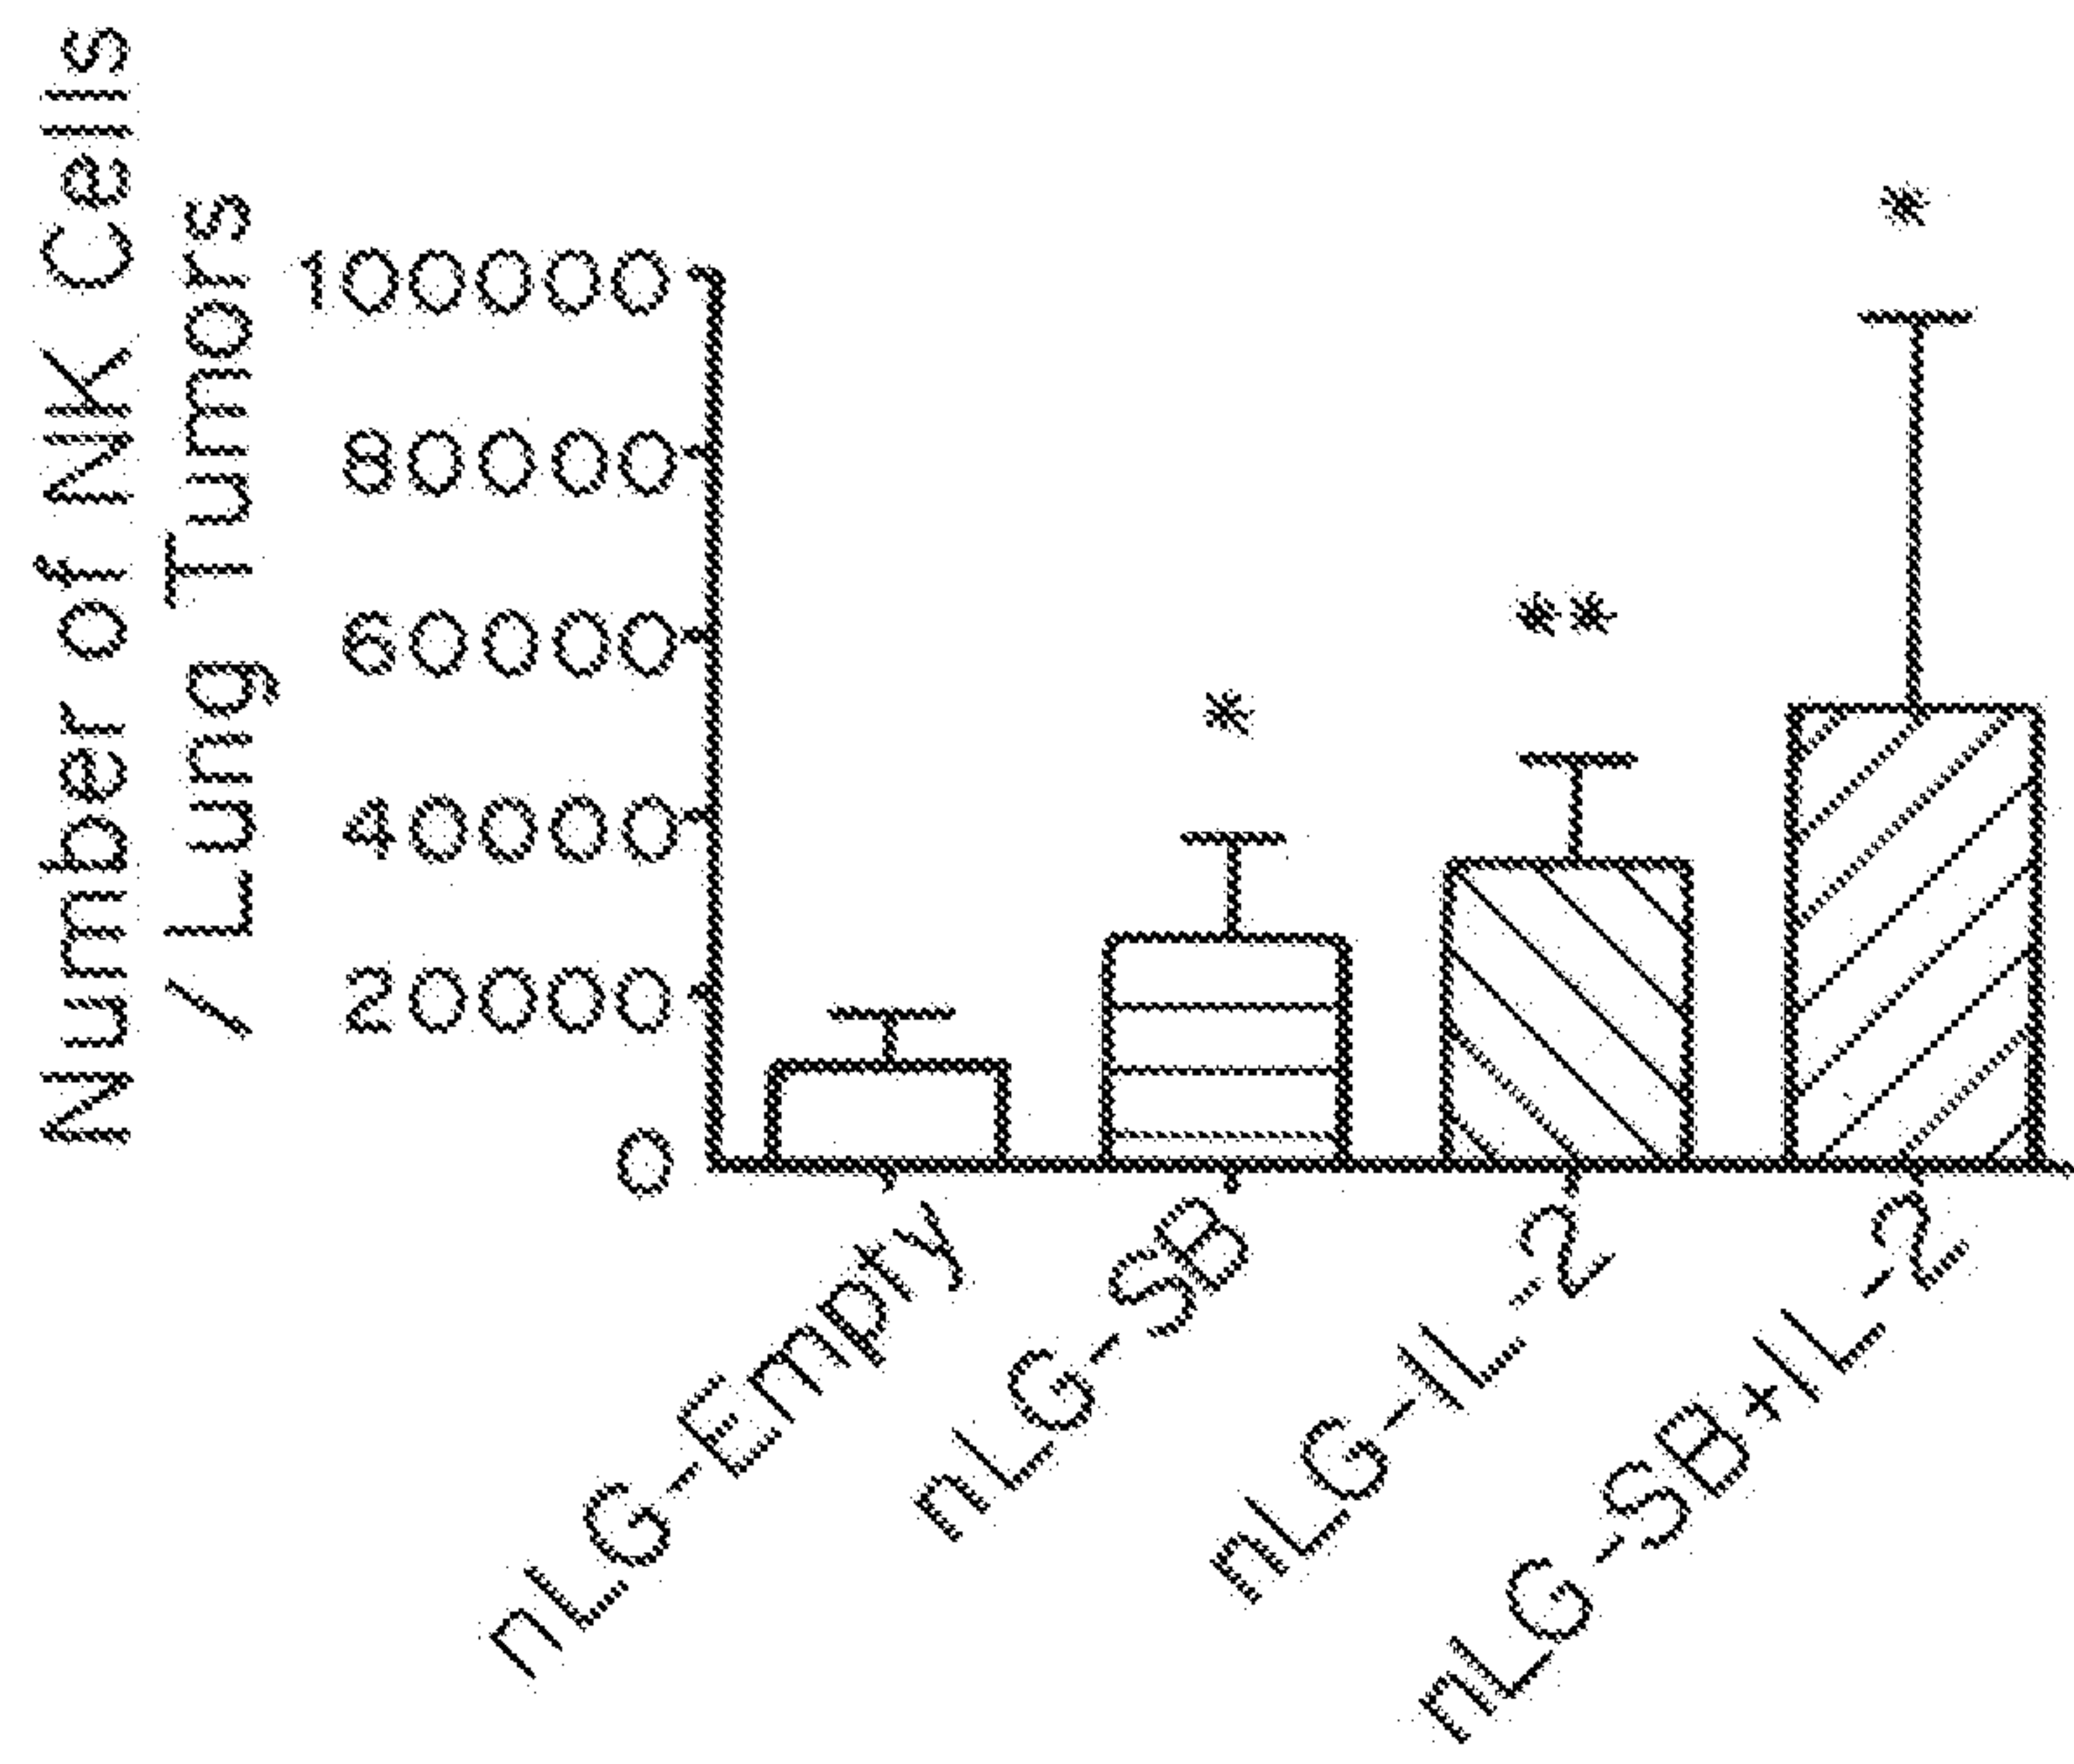 Number of NK Cells
/ Lung Tumors
100000
80000
60000
40000
20000
0
*
**
*
nLG-Empty
nLG-SB
nLG-IL-2
nLG-SB+IL-2